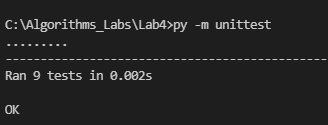 C:\Algorithms_Labs\Lab4>py -m unittest
.........
----------------------------------------------
Ran 9 tests in 0.002s
OK